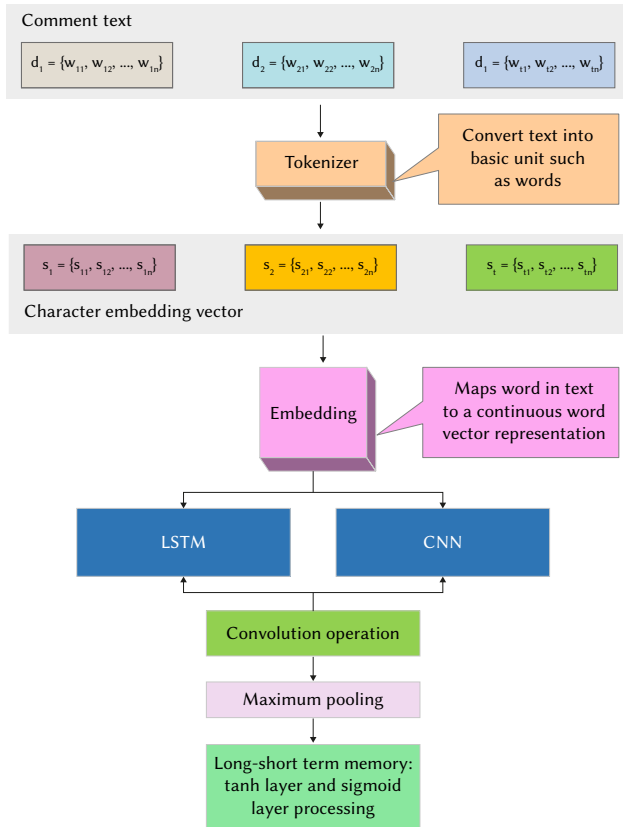 Comment text
d₁ = {w₁₁, w₁₂, ..., w₁ₙ}
d₂ = {w₂₁, w₂₂, ..., w₂ₙ}
d₁ = {wₜ₁, wₜ₂, ..., wₜₙ}
Tokenizer
Convert text into
basic unit such
as words
s₁ = {s₁₁, s₁₂, ..., s₁ₙ}
s₂ = {s₂₁, s₂₂, ..., s₂ₙ}
sₜ = {sₜ₁, sₜ₂, ..., sₜₙ}
Character embedding vector
Embedding
Maps word in text
to a continuous word
vector representation
LSTM
CNN
Convolution operation
Maximum pooling
Long-short term memory:
tanh layer and sigmoid
layer processing